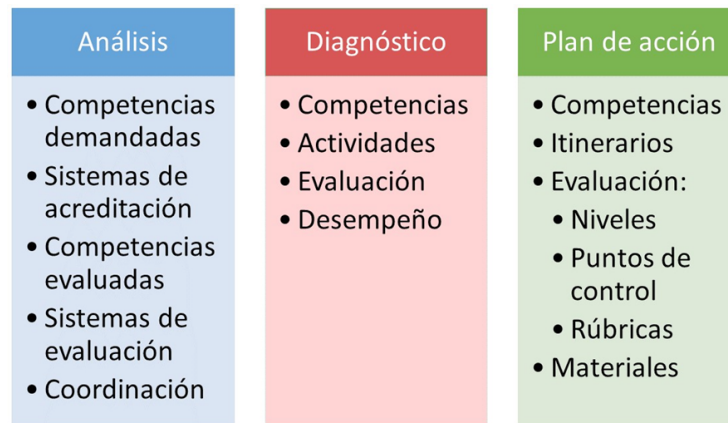 Análisis
• Competencias
demandadas
• Sistemas de
acreditación
• Competencias
evaluadas
• Sistemas de
evaluación
• Coordinación
Diagnóstico
• Competencias
• Actividades
• Evaluación
• Desempeño
Plan de acción
• Competencias
• Itinerarios
• Evaluación:
• Niveles
• Puntos de
control
• Rúbricas
• Materiales